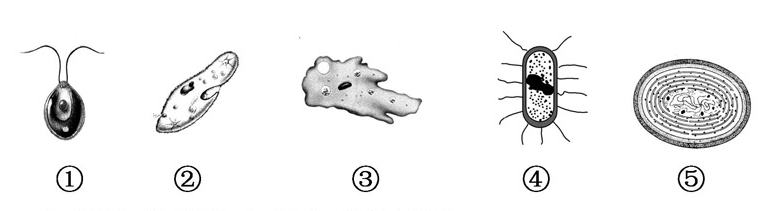 ① ② ③ ④ ⑤